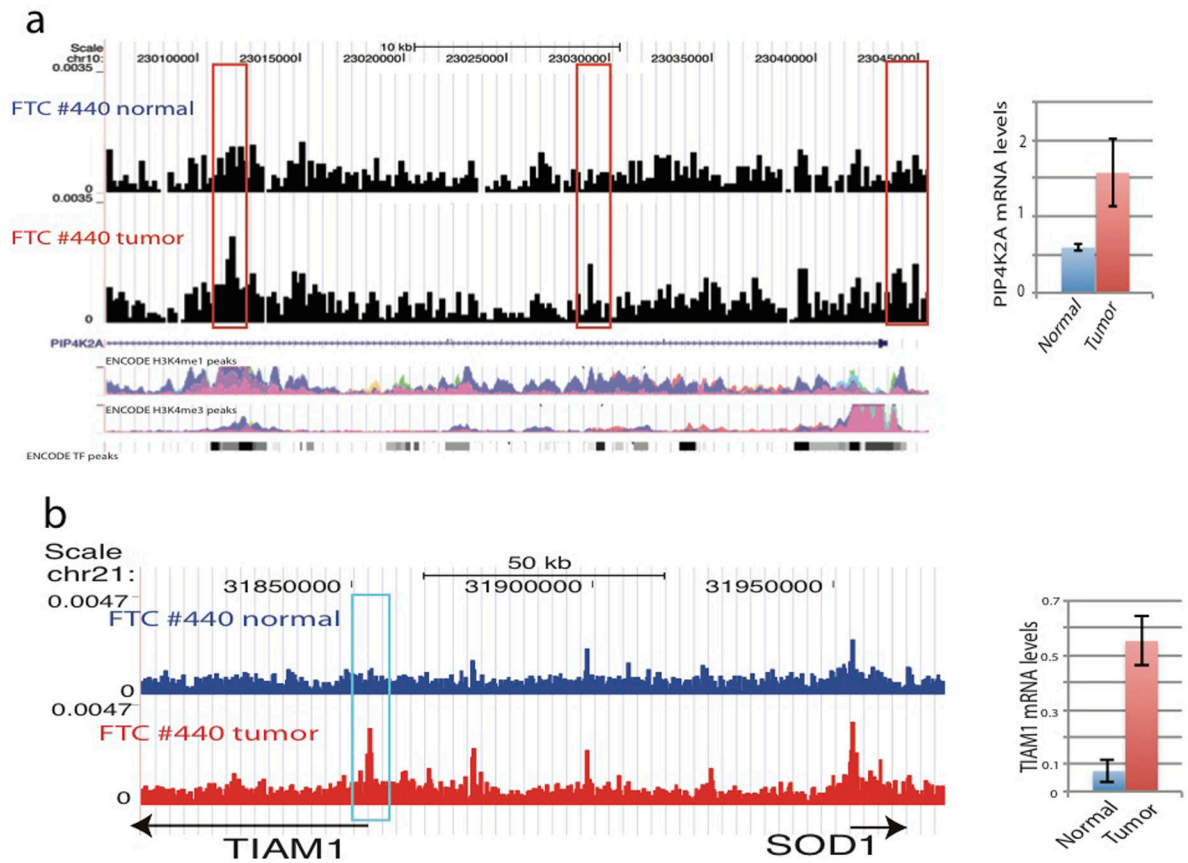 a
Scale
10 kb
chr10:
23010000
23015000
23020000
23025000
23030000
23035000
23040000
23045000
0.0035
FTC #440 normal
0
0.0035
FTC #440 tumor
0
PIP4K2A
ENCODE H3K4me1 peaks
ENCODE H3K4me3 peaks
ENCODE TF peaks
PIP4K2A mRNA levels
2
1
0
Normal
Tumor
b
Scale
50 kb
chr21:
31850000
31900000
31950000
0.0047
FTC #440 normal
0
0.0047
FTC #440 tumor
0
TIAM1
SOD1
TIAM1 mRNA levels
0.7
0.5
0.3
0.1
0
Normal
Tumor